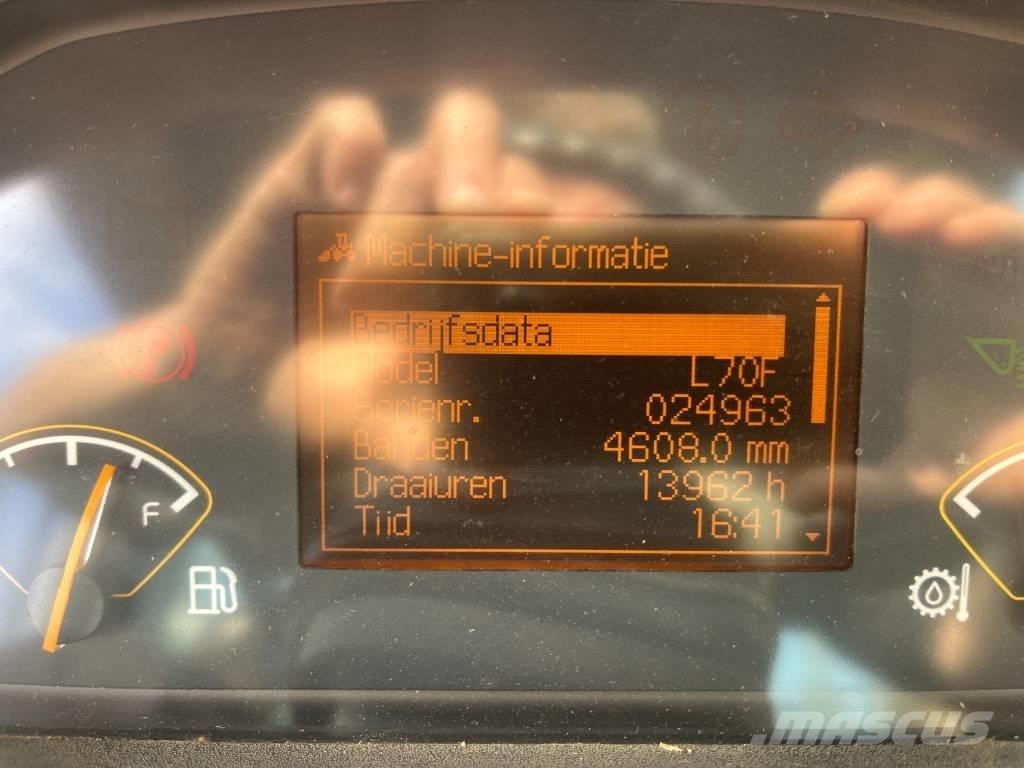 Machine-informatie
Bedrijfsdata
Model L70F
Serienr. 024963
Banden 4608.0 mm
Draaiuren 13962 h
Tijd 16:41
F
MASCUS